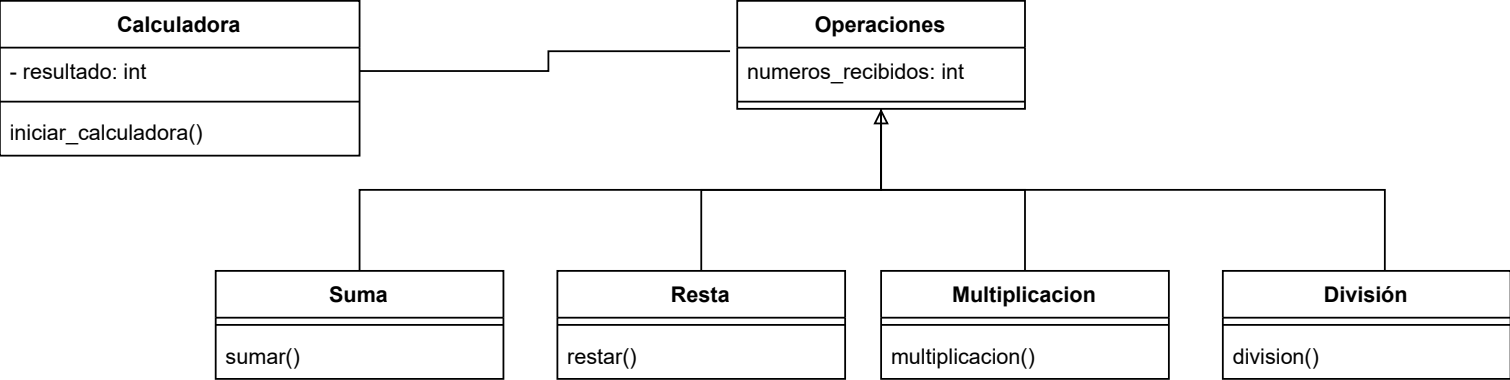 Calculadora
- resultado: int
iniciar_calculadora()
Operaciones
numeros_recibidos: int
Suma
sumar()
Resta
restar()
Multiplicacion
multiplicacion()
División
division()